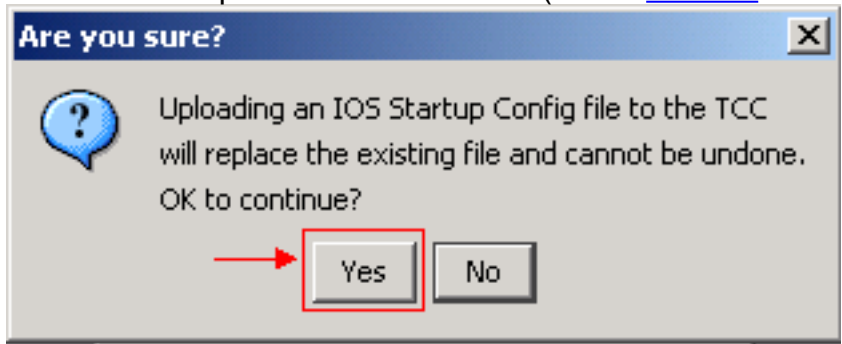 Are you sure?
Uploading an IOS Startup Config file to the TCC
will replace the existing file and cannot be undone.
OK to continue?
Yes No